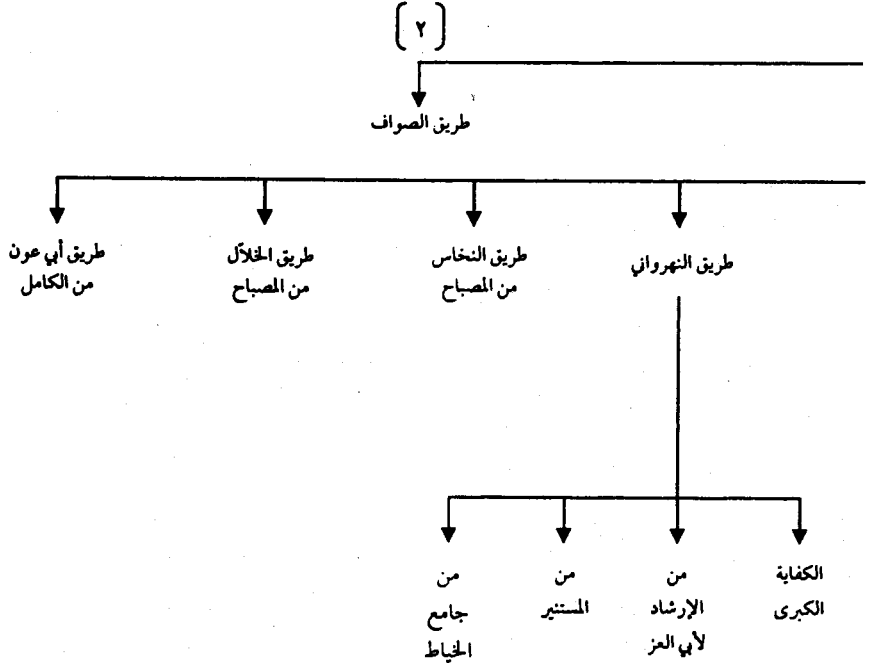 (٢)
طريق الصواف
طريق النهرواني
طريق النخاس
من المصباح
طريق الخلاّل
من المصباح
طريق أبي عون
من الكامل
الكفاية
الكبرى
من
الإرشاد
لأبي العز
من
المستنير
من
جامع
الخياط